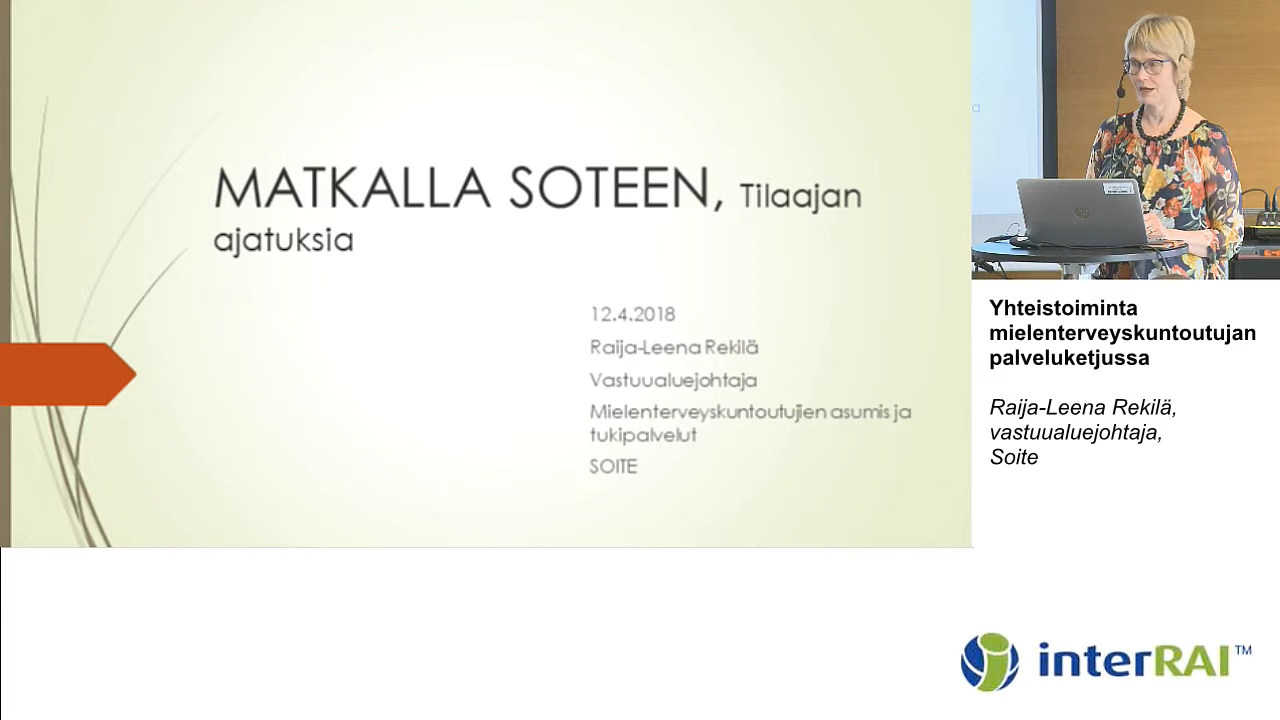 MATKALLA SOTEEN, Tilaajan
ajatuksia
12.4.2018
Raija-Leena Rekilä
Vastuualuejohtaja
Mielenterveyskuntoutujien asumis ja
tukipalvelut
SOITE
Yhteistoiminta
mielenterveyskuntoutujan
palveluketjussa
Raija-Leena Rekilä,
vastuualuejohtaja,
Soite
interRAI™